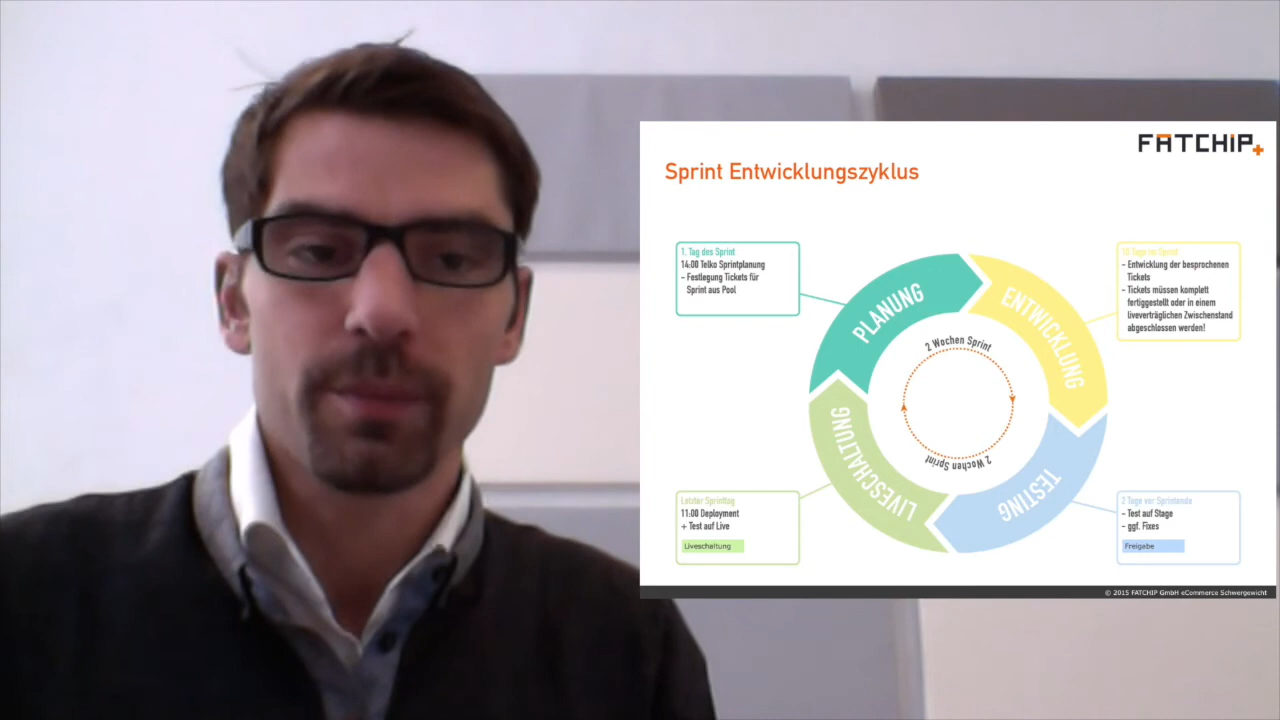 FATCHIP+
Sprint Entwicklungszyklus
1. Tag des Sprint
14:00 Telko Sprintplanung
- Festlegung Tickets für
Sprint aus Pool
10 Tage im Sprint
- Entwicklung der besprochenen
Tickets
- Tickets müssen komplett
fertiggestellt oder in einem
liveverträglichen Zwischenstand
abgeschlossen werden!
PLANUNG
ENTWICKLUNG
2 Wochen Sprint
2 Wochen Sprint
LIVESCHALTUNG
TESTING
Letzter Sprinttag
11:00 Deployment
+ Test auf Live
Liveschaltung
2 Tage vor Sprintende
- Test auf Stage
- ggf. Fixes
Freigabe
© 2015 FATCHIP GmbH eCommerce Schwergewicht